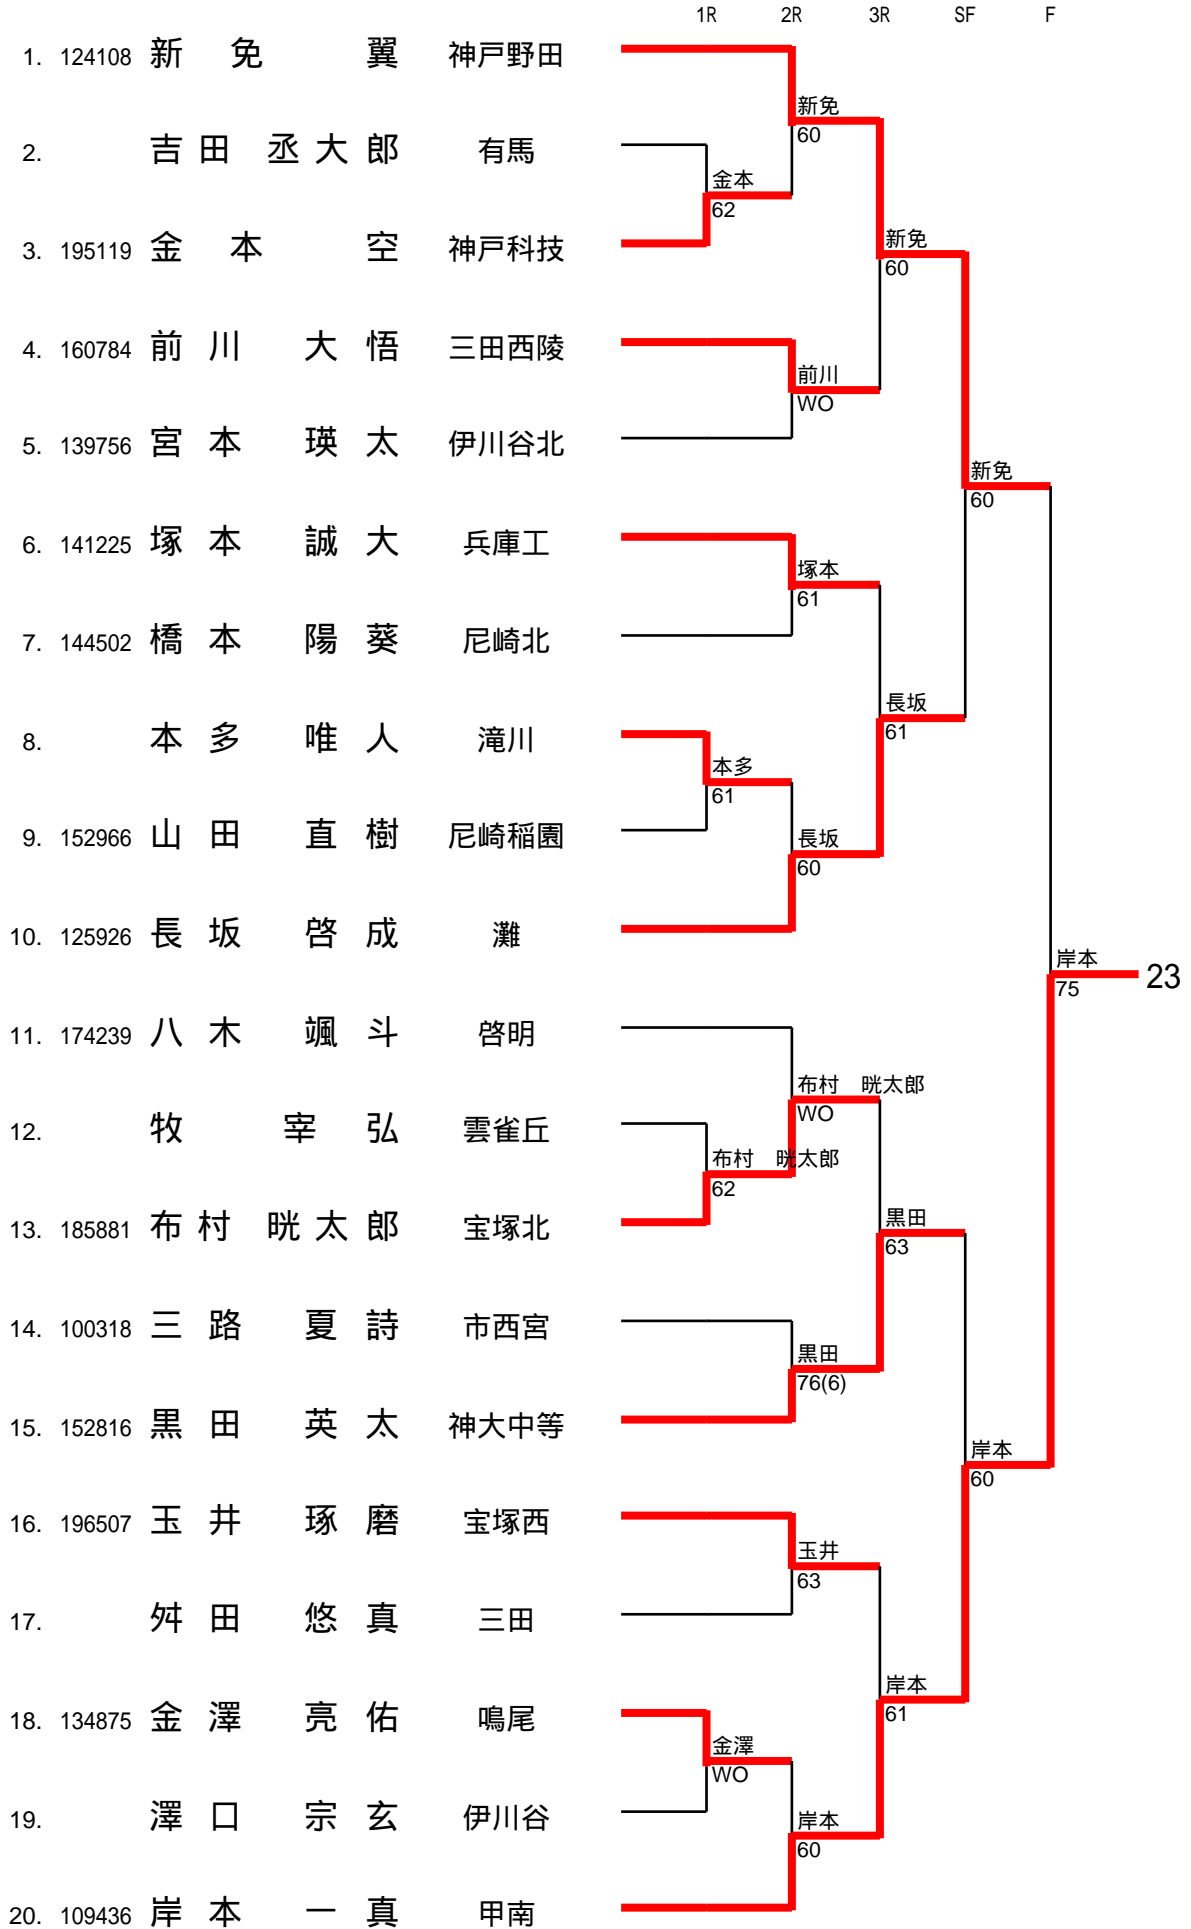 1R 2R 3R SF F
1. 124108 新免 翼 神戸野田
新免
60
2. 吉田 丞大郎 有馬
金本
62
3. 195119 金本 空 神戸科技
新免
60
4. 160784 前川 大悟 三田西陵
前川
WO
5. 139756 宮本 瑛太 伊川谷北
新免
60
6. 141225 塚本 誠大 兵庫工
塚本
61
7. 144502 橋本 陽葵 尼崎北
長坂
61
8. 本多 唯人 滝川
本多
61
9. 152966 山田 直樹 尼崎稲園
長坂
60
10. 125926 長坂 啓成 灘
岸本
75
23
11. 174239 八木 颯斗 啓明
布村 晄太郎
WO
12. 牧 宰弘 雲雀丘
布村 晄太郎
62
13. 185881 布村 晄太郎 宝塚北
黒田
63
14. 100318 三路 夏詩 市西宮
黒田
76(6)
15. 152816 黒田 英太 神大中等
岸本
60
16. 196507 玉井 琢磨 宝塚西
玉井
63
17. 舛田 悠真 三田
岸本
61
18. 134875 金澤 亮佑 鳴尾
金澤
WO
19. 澤口 宗玄 伊川谷
岸本
60
20. 109436 岸本 一真 甲南